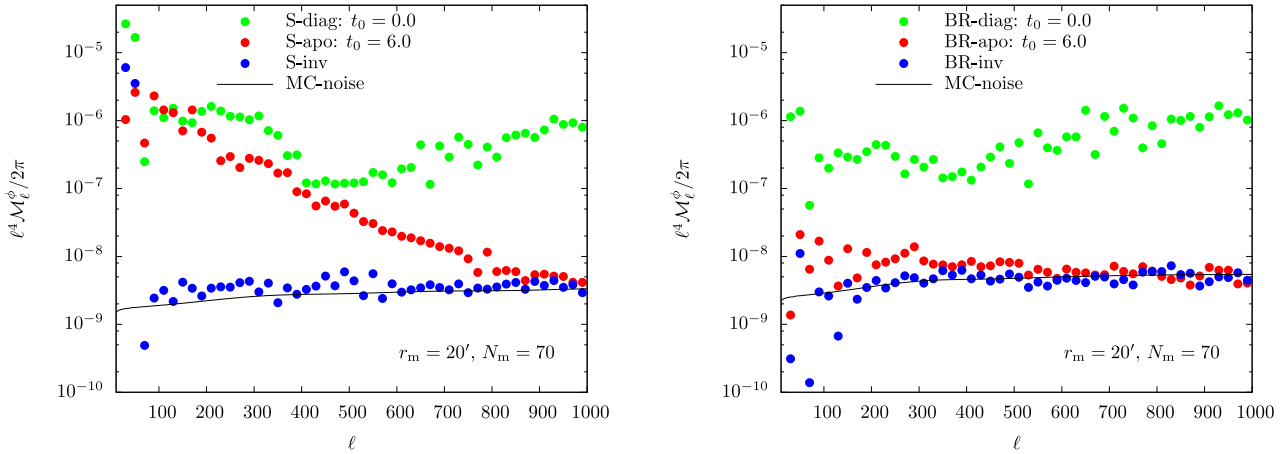 S-diag: t₀ = 0.0
S-apo: t₀ = 6.0
S-inv
MC-noise
10⁻⁵
10⁻⁶
10⁻⁷
10⁻⁸
10⁻⁹
10⁻¹⁰
ℓ⁴ℳ_ℓ^ϕ/2π
r_m = 20′, N_m = 70
100 200 300 400 500 600 700 800 900 1000
ℓ
BR-diag: t₀ = 0.0
BR-apo: t₀ = 6.0
BR-inv
MC-noise
10⁻⁵
10⁻⁶
10⁻⁷
10⁻⁸
10⁻⁹
10⁻¹⁰
ℓ⁴ℳ_ℓ^ϕ/2π
r_m = 20′, N_m = 70
100 200 300 400 500 600 700 800 900 1000
ℓ